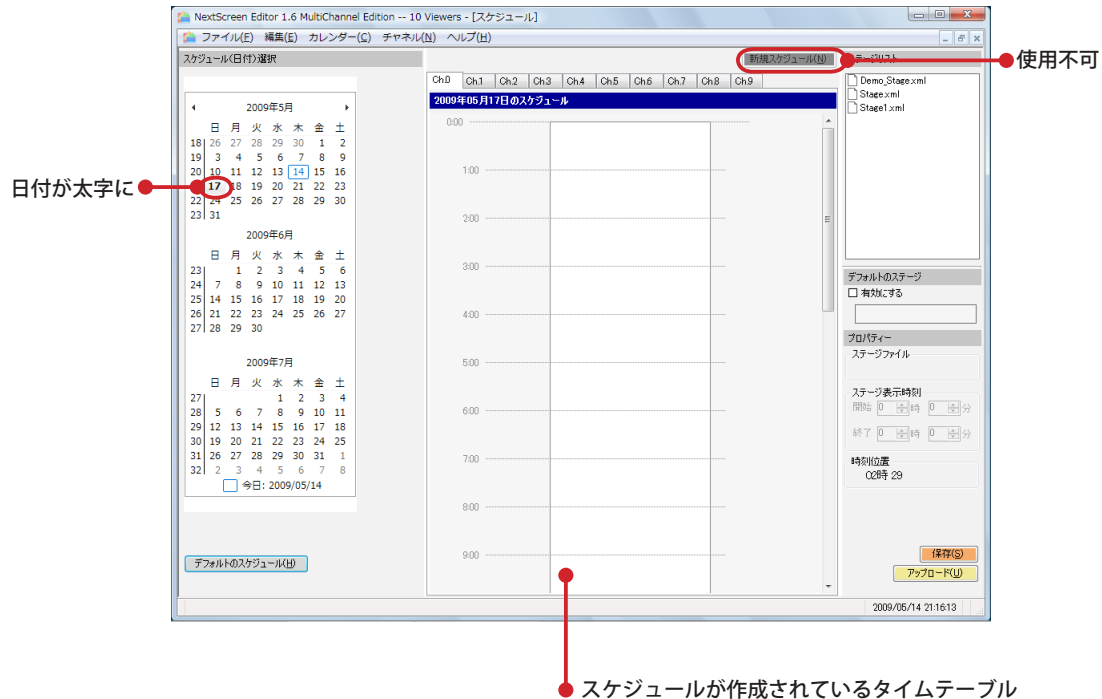 NextScreen Editor 1.6 MultiChannel Edition -- 10 Viewers - [スケジュール]
ファイル(F) 編集(E) カレンダー(C) チャネル(N) ヘルプ(H)
スケジュール(日付)選択
新規スケジュール(N)
ステージリスト
使用不可
Ch.0 Ch.1 Ch.2 Ch.3 Ch.4 Ch.5 Ch.6 Ch.7 Ch.8 Ch.9
2009年05月17日のスケジュール
Demo_Stage.xml
Stage.xml
Stage1.xml
2009年5月
日 月 火 水 木 金 土
18 26 27 28 29 30 1 2
19 3 4 5 6 7 8 9
20 10 11 12 13 14 15 16
17 18 19 20 21 22 23
22 24 25 26 27 28 29 30
23 31
日付が太字に
2009年6月
日 月 火 水 木 金 土
23 1 2 3 4 5 6
24 7 8 9 10 11 12 13
25 14 15 16 17 18 19 20
26 21 22 23 24 25 26 27
27 28 29 30
2009年7月
日 月 火 水 木 金 土
27 1 2 3 4
28 5 6 7 8 9 10 11
29 12 13 14 15 16 17 18
30 19 20 21 22 23 24 25
31 26 27 28 29 30 31 1
32 2 3 4 5 6 7 8
今日: 2009/05/14
デフォルトのスケジュール(H)
0:00
1:00
2:00
3:00
4:00
5:00
6:00
7:00
8:00
9:00
デフォルトのステージ
有効にする
プロパティー
ステージファイル
ステージ表示時刻
開始 0 時 0 分
終了 0 時 0 分
時刻位置
02時 29
保存(S)
アップロード(U)
2009/05/14 21:16:13
スケジュールが作成されているタイムテーブル